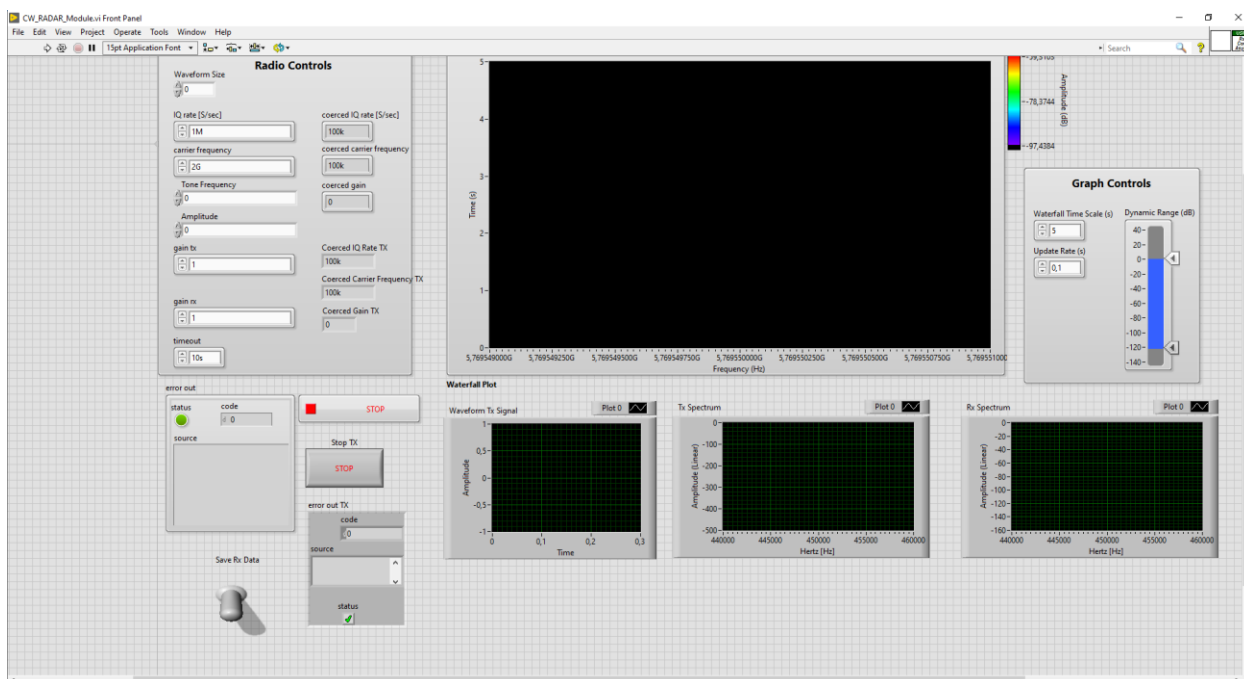 CW_RADAR_Module.vi Front Panel
File Edit View Project Operate Tools Window Help
15pt Application Font
Search
Radio Controls
Waveform Size
0
IQ rate [S/sec] coerced IQ rate [S/sec]
1M 100k
carrier frequency coerced carrier frequency
2G 100k
Tone Frequency coerced gain
0 0
Amplitude
0
gain tx Coerced IQ Rate TX
1 100k
Coerced Carrier Frequency TX
100k
gain rx Coerced Gain TX
1 0
timeout
10s
5
4
3
2
1
0
Time (s)
5,769549000G 5,769549250G 5,769549500G 5,769549750G 5,769550000G 5,769550250G 5,769550500G 5,769550750G 5,769551000
Frequency (Hz)
-78,3744
-97,4384
Amplitude (dB)
Graph Controls
Waterfall Time Scale (s) Dynamic Range (dB)
5
Update Rate (s)
0,1
40
20
0
-20
-40
-60
-80
-100
-120
-140
Waterfall Plot
error out
status code
0
source
STOP
Stop TX
STOP
error out TX
code
0
source
status
Save Rx Data
Waveform Tx Signal Plot 0
1
0,5
0
-0,5
-1
Amplitude
0 0,1 0,2 0,3
Time
Tx Spectrum Plot 0
0
-100
-200
-300
-400
-500
Amplitude (Linear)
440000 445000 450000 455000 460000
Hertz [Hz]
Rx Spectrum Plot 0
0
-20
-40
-60
-80
-100
-120
-140
-160
Amplitude (Linear)
440000 445000 450000 455000 460000
Hertz [Hz]